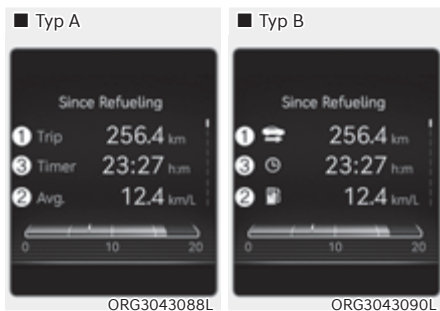 ■ Typ A
Since Refueling
① Trip 256.4 km
③ Timer 23:27 h:m
② Avg. 12.4 km/L
0 10 20
ORG3043088L
■ Typ B
Since Refueling
① 256.4 km
③ 23:27 h:m
② 12.4 km/L
0 10 20
ORG3043090L